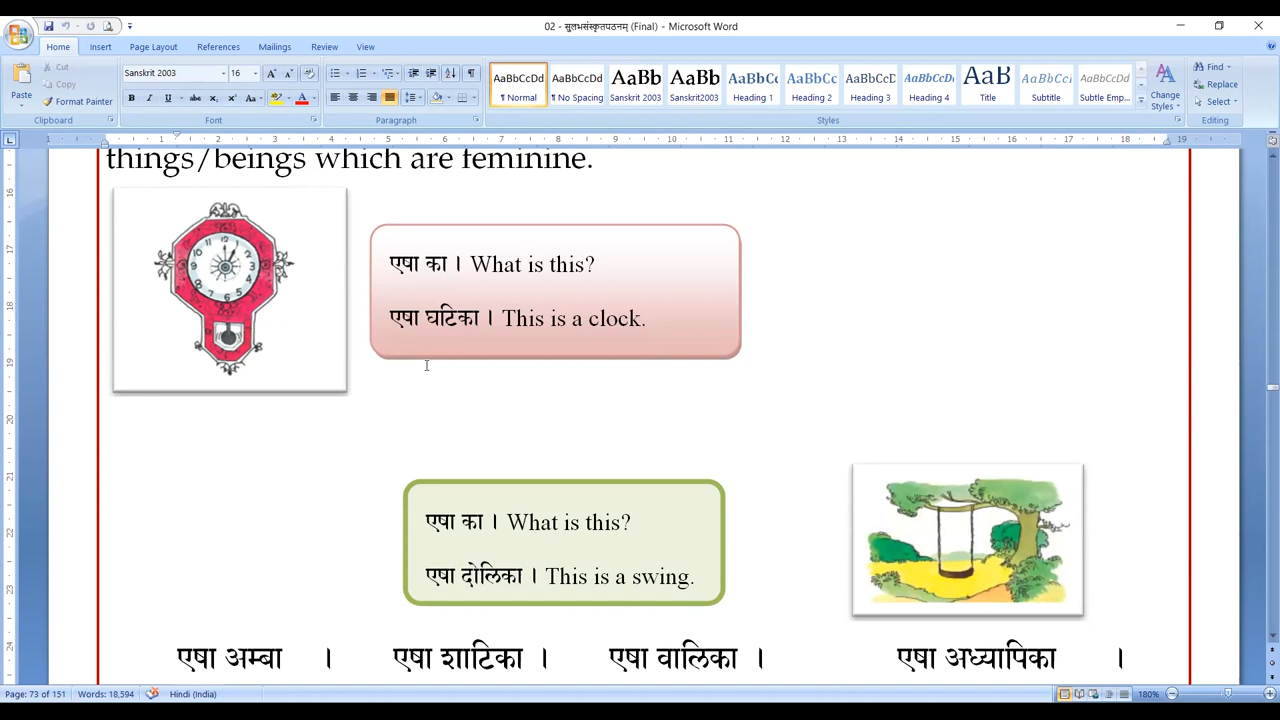 02 - सुलभसंस्कृतपठनम् (Final) - Microsoft Word
Home Insert Page Layout References Mailings Review View
Paste
Cut
Copy
Format Painter
Clipboard
Sanskrit 2003 16
Font
Paragraph
AaBbCcDd AaBbCcDd AaBb AaBb AaBbCc AaBbCc AaBbCcD AaBbCcD AaB AaBbCcD AaBbCcD
¶ Normal ¶ No Spacing Sanskrit 2003 Sanskrit2003 Heading 1 Heading 2 Heading 3 Heading 4 Title Subtitle Subtle Emp...
Styles
Change Styles
Find
Replace
Select
Editing
things/beings which are feminine.
एषा का । What is this?
एषा घटिका । This is a clock.
एषा का । What is this?
एषा दोलिका । This is a swing.
एषा अम्बा । एषा शाटिका । एषा वालिका । एषा अध्यापिका ।
Page: 73 of 151 Words: 18,594 Hindi (India) 180%